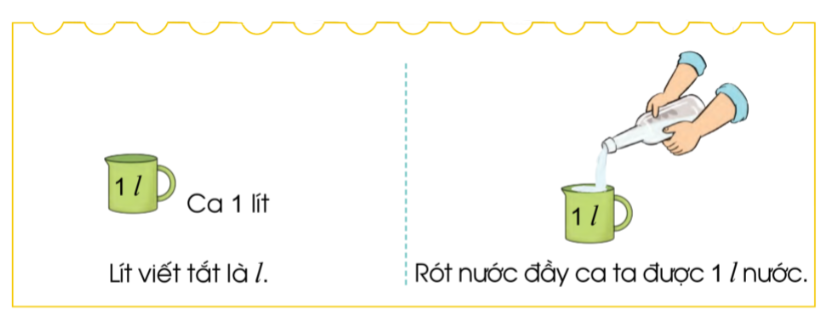 1 l
Ca 1 lít
Lít viết tắt là l.
1 l
Rót nước đầy ca ta được 1 l nước.